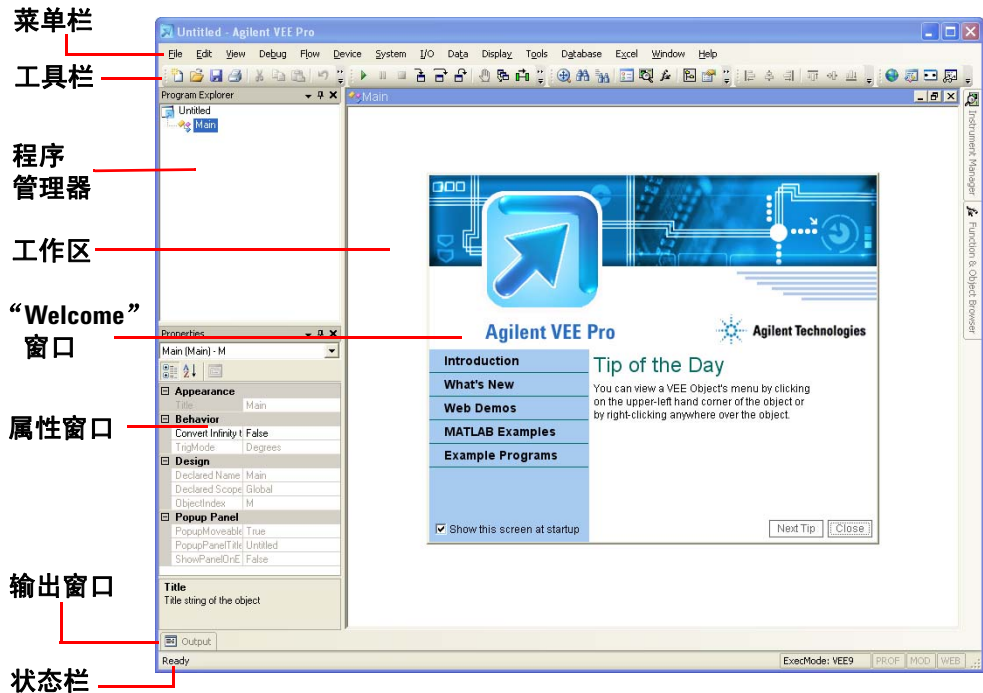 菜单栏
工具栏
程序
管理器
工作区
“Welcome”
窗口
属性窗口
输出窗口
状态栏
Untitled - Agilent VEE Pro
File Edit View Debug Flow Device System I/O Data Display Tools Database Excel Window Help
Program Explorer
Untitled
Main
Main
Instrument Manager
Function & Object Browser
Agilent VEE Pro
Agilent Technologies
Introduction
What's New
Web Demos
MATLAB Examples
Example Programs
Show this screen at startup
Tip of the Day
You can view a VEE Object's menu by clicking
on the upper-left hand corner of the object or
by right-clicking anywhere over the object.
Next Tip Close
Properties
Main (Main) - M
Appearance
Title Main
Behavior
Convert Infinity t False
TrigMode Degrees
Design
Declared Name Main
Declared Scope Global
ObjectIndex M
Popup Panel
PopupMoveable True
PopupPanelTitle Untitled
ShowPanelOnE False
Title
Title string of the object
Output
Ready
ExecMode: VEE9 PROF MOD WEB